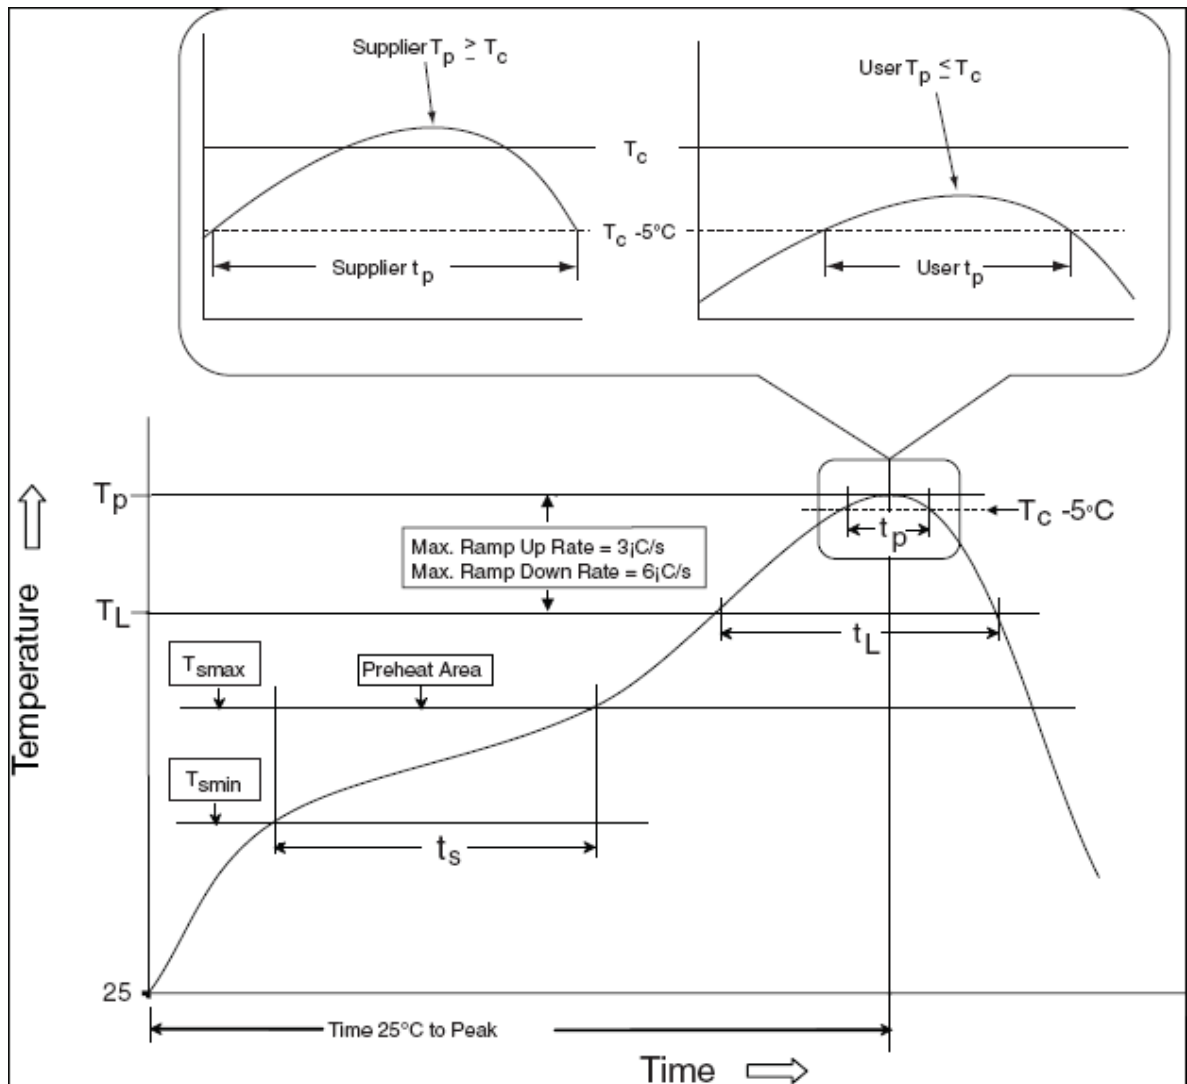 Supplier Tp ≥ Tc
User Tp ≤ Tc
Tc
Tc -5°C
Supplier tp
User tp
Tp
Tc -5°C
tp
Max. Ramp Up Rate = 3¡C/s
Max. Ramp Down Rate = 6¡C/s
TL
tL
Tsmax
Preheat Area
Tsmin
ts
Temperature
25
Time 25°C to Peak
Time